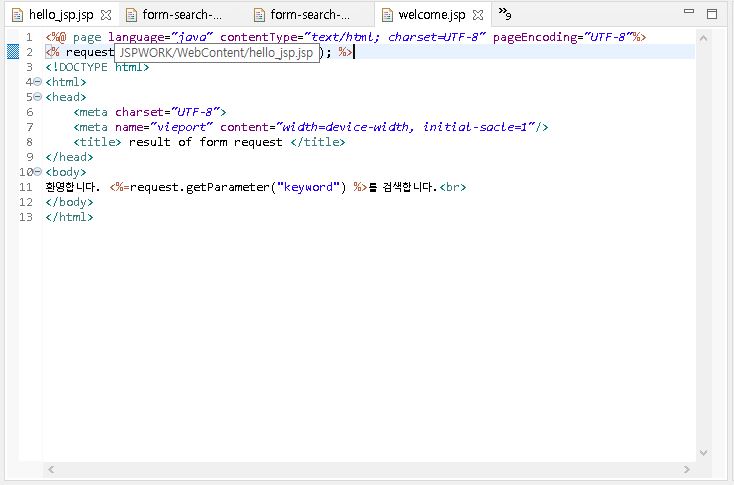 hello_jsp.jsp form-search-... form-search-... welcome.jsp »9
1 <%@ page language="java" contentType="text/html; charset=UTF-8" pageEncoding="UTF-8"%>
2 <% request JSPWORK/WebContent/hello_jsp.jsp ); %>
3 <!DOCTYPE html>
4 <html>
5 <head>
6 <meta charset="UTF-8">
7 <meta name="vieport" content="width=device-width, initial-sacle=1"/>
8 <title> result of form request </title>
9 </head>
10 <body>
11 환영합니다. <%=request.getParameter("keyword") %>를 검색합니다.<br>
12 </body>
13 </html>